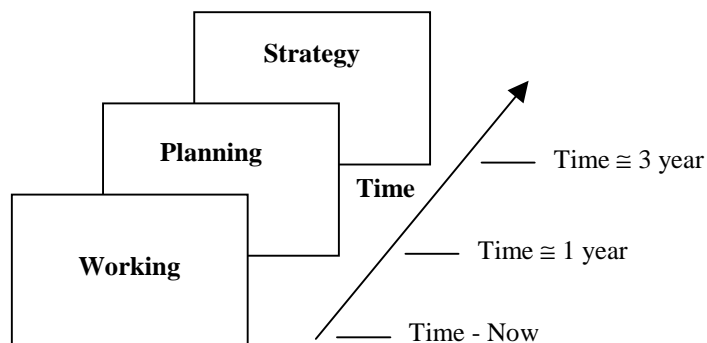 Strategy
Planning
Time ≅ 3 year
Time
Working
Time ≅ 1 year
Time - Now